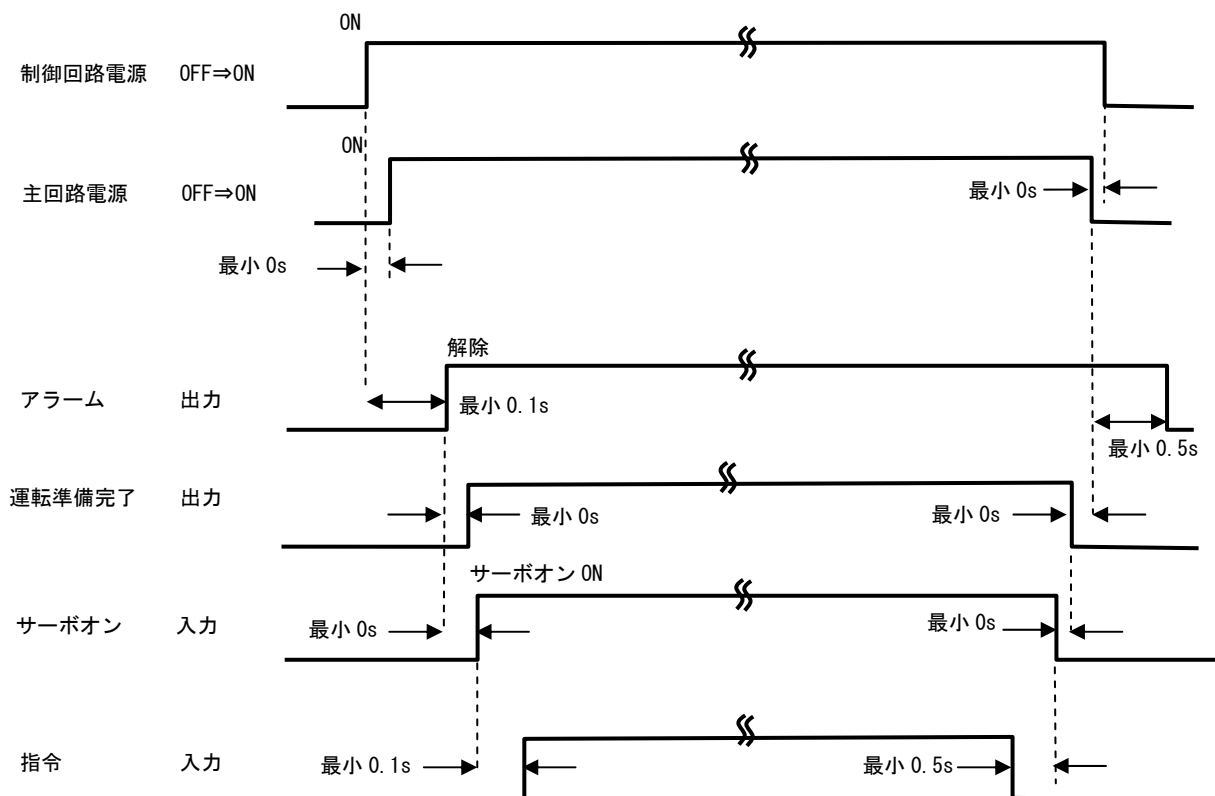 ON
制御回路電源 OFF⇒ON
ON
主回路電源 OFF⇒ON
最小 0s
最小 0s
解除
アラーム 出力
最小 0.1s
最小 0.5s
運転準備完了 出力
最小 0s
最小 0s
サーボオン ON
サーボオン 入力
最小 0s
最小 0s
指令 入力
最小 0.1s
最小 0.5s